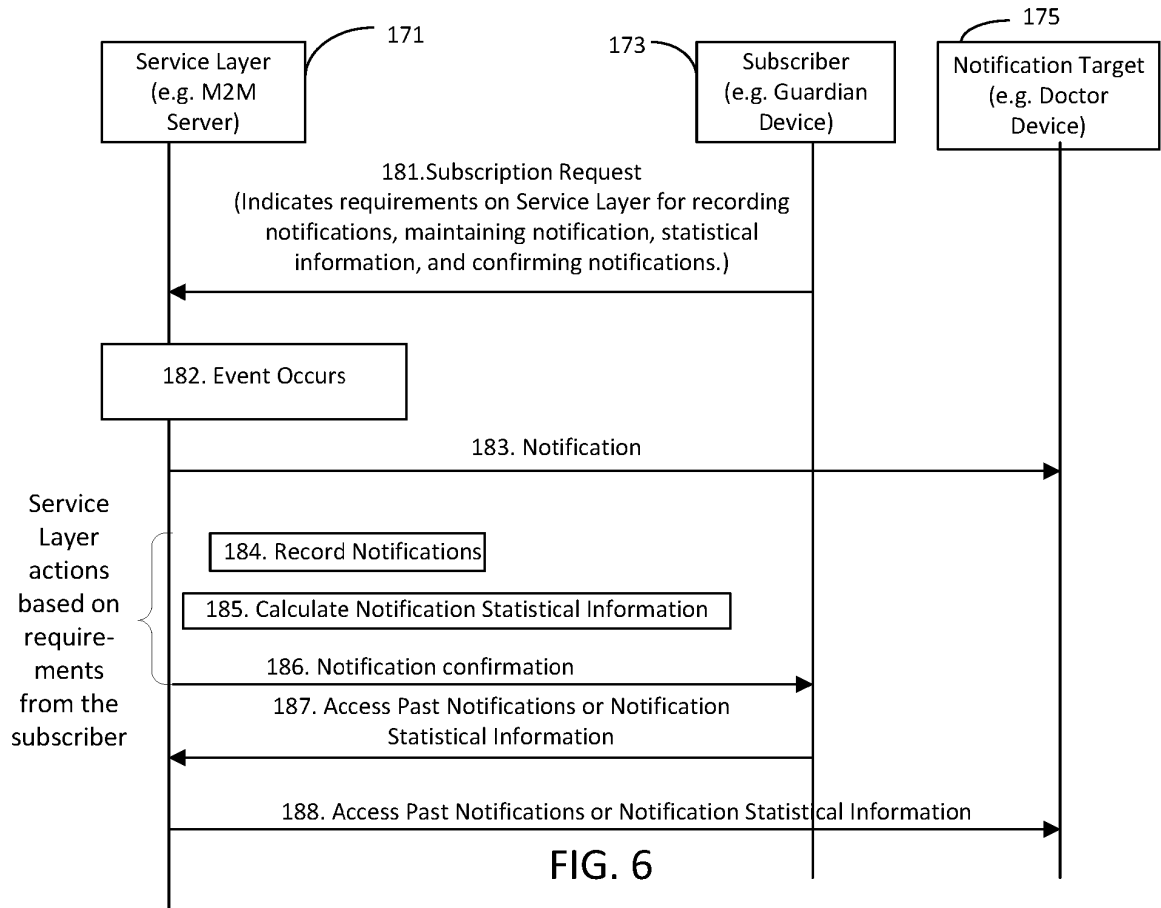 171
173
175
Service Layer
(e.g. M2M
Server)
Subscriber
(e.g. Guardian
Device)
Notification Target
(e.g. Doctor
Device)
181.Subscription Request
(Indicates requirements on Service Layer for recording
notifications, maintaining notification, statistical
information, and confirming notifications.)
182. Event Occurs
183. Notification
Service
Layer
actions
based on
require-
ments
from the
subscriber
184. Record Notifications
185. Calculate Notification Statistical Information
186. Notification confirmation
187. Access Past Notifications or Notification
Statistical Information
188. Access Past Notifications or Notification Statistical Information
FIG. 6